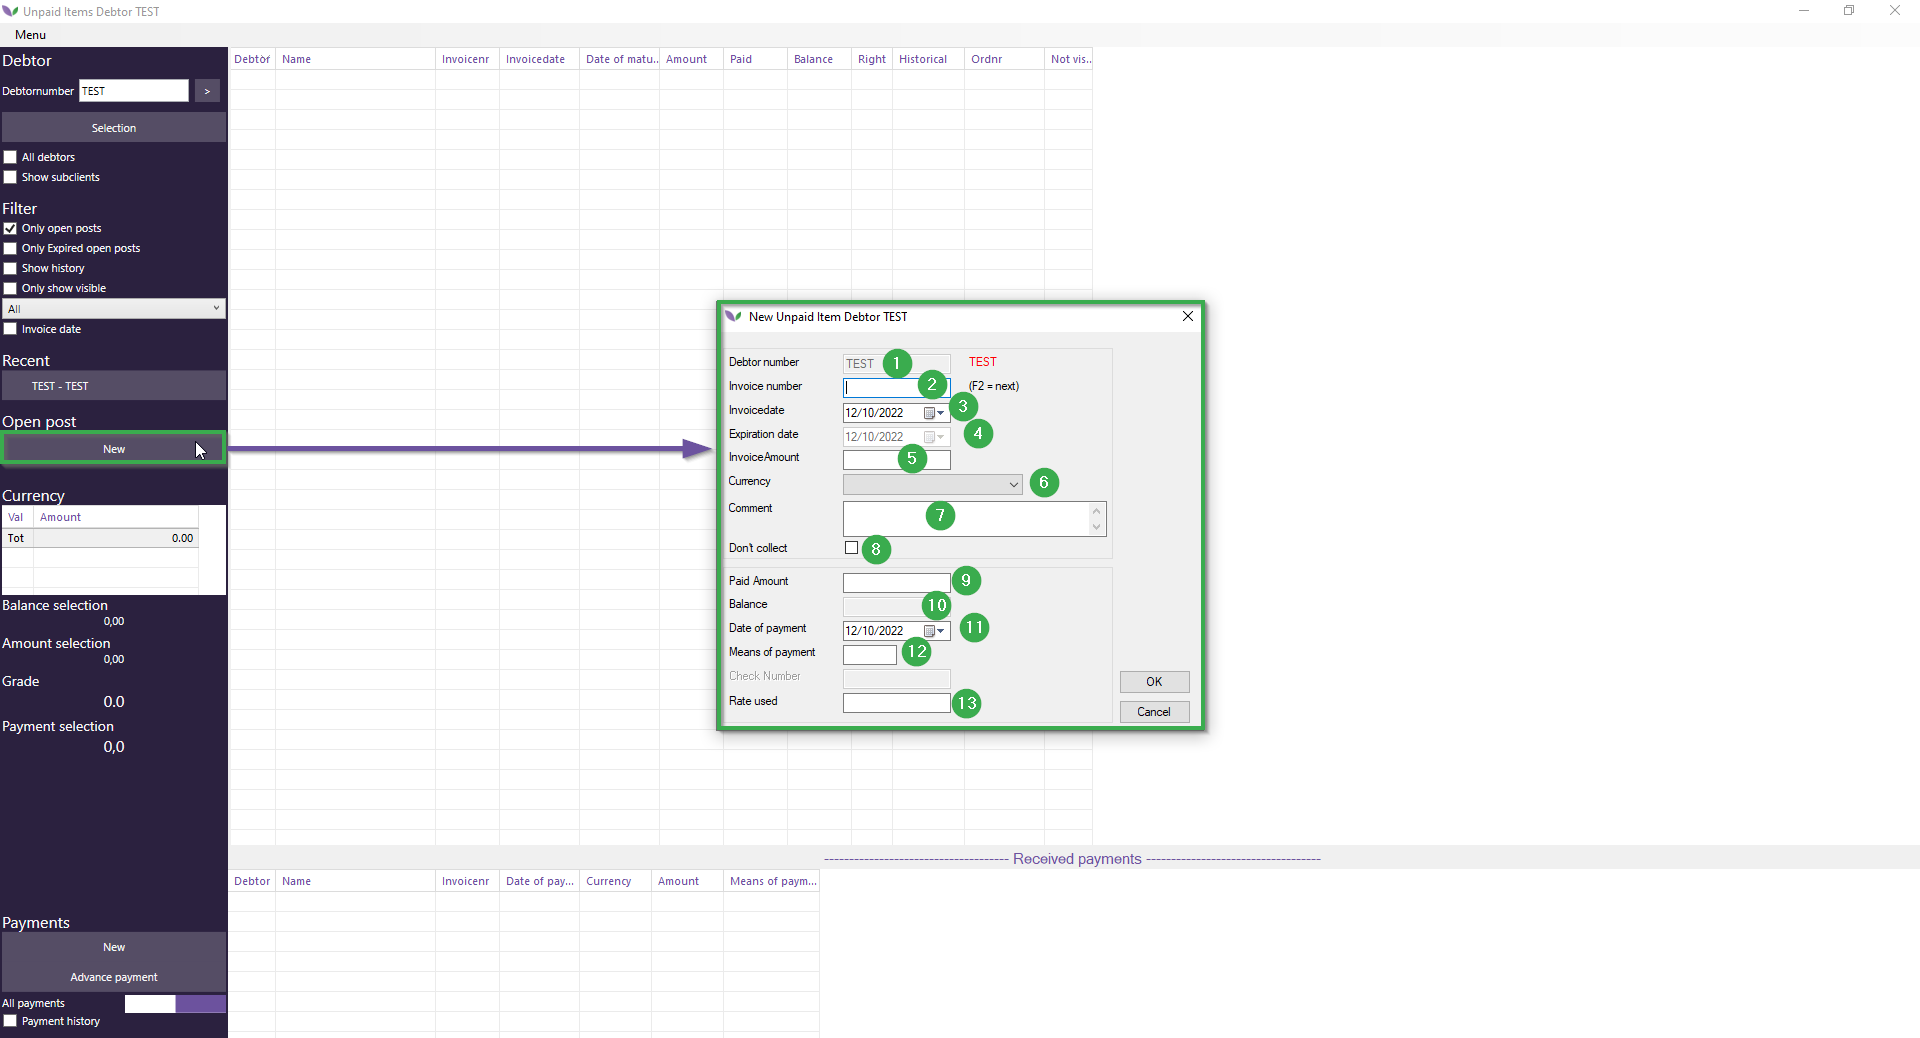 Unpaid Items Debtor TEST
Menu
Debtor
Debtornumber TEST >
Selection
All debtors
Show subclients
Filter
Only open posts
Only Expired open posts
Show history
Only show visible
All
Invoice date
Recent
TEST - TEST
Open post
New
Currency
Val Amount
Tot 0.00
Balance selection
0,00
Amount selection
0,00
Grade
0.0
Payment selection
0,0
Payments
New
Advance payment
All payments
Payment history
Debtor Name Invoicenr Invoicedate Date of matu... Amount Paid Balance Right Historical Ordnr Not vis...
New Unpaid Item Debtor TEST
Debtor number TEST 1 TEST
Invoice number 2 (F2 = next)
Invoicedate 12/10/2022 3
Expiration date 12/10/2022 4
InvoiceAmount 5
Currency 6
Comment 7
Don't collect 8
Paid Amount 9
Balance 10
Date of payment 12/10/2022 11
Means of payment 12
Check Number
Rate used 13
OK
Cancel
------------------------------------- Received payments -----------------------------------
Debtor Name Invoicenr Date of pay... Currency Amount Means of paym...